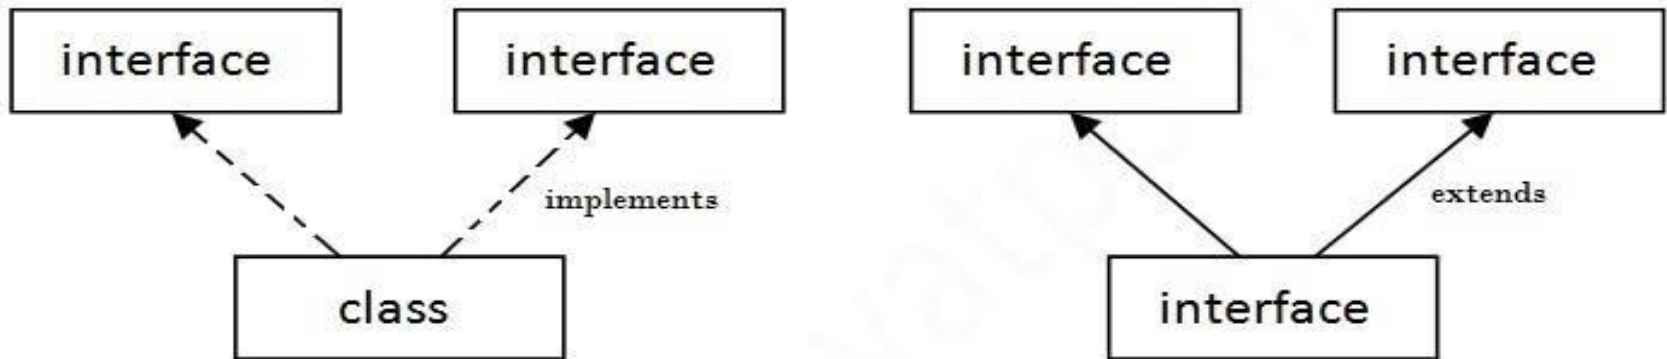 interface
interface
implements
class
interface
interface
extends
interface